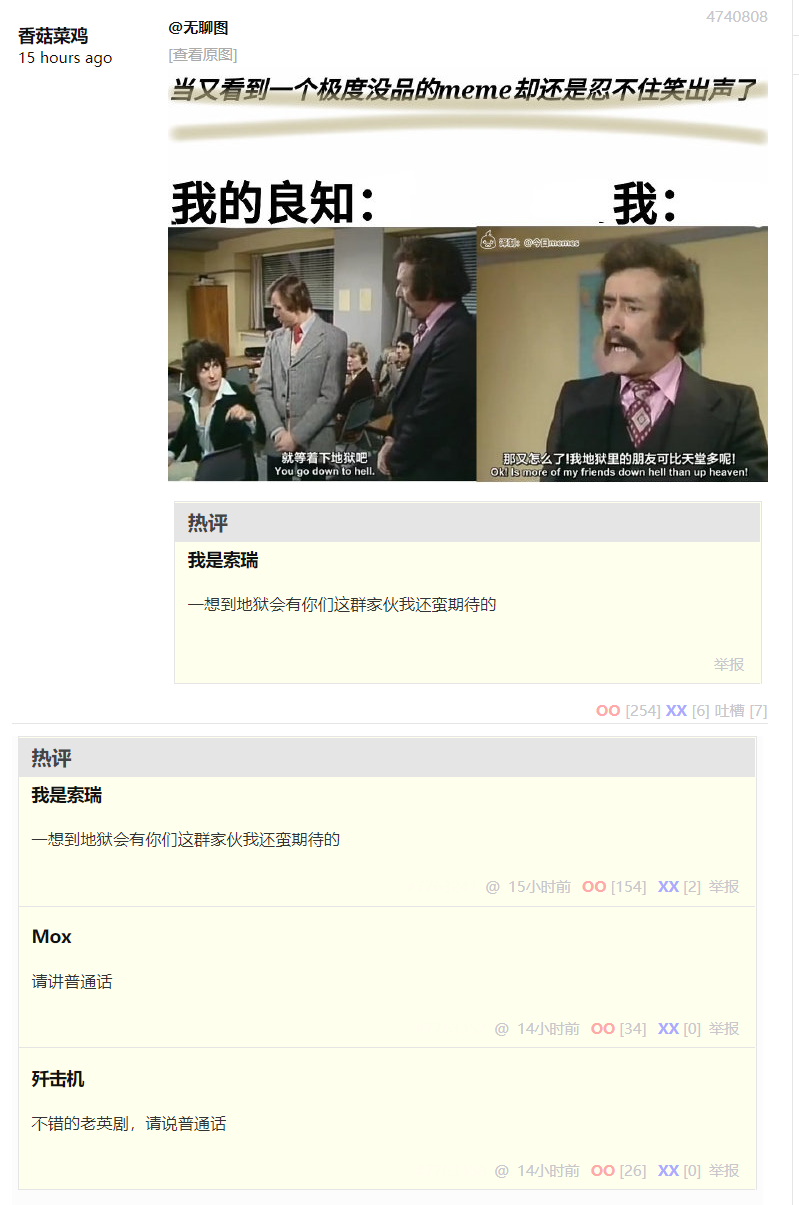 4740808
香菇菜鸡
15 hours ago
@无聊图
[查看原图]
当又看到一个极度没品的meme却还是忍不住笑出声了
我的良知：
我：
译制：@今日memes
就等着下地狱吧
You go down to hell.
那又怎么了!我地狱里的朋友可比天堂多呢!
Ok! Is more of my friends down hell than up heaven!
热评
我是索瑞
一想到地狱会有你们这群家伙我还蛮期待的
举报
OO [254] XX [6] 吐槽 [7]
热评
我是索瑞
一想到地狱会有你们这群家伙我还蛮期待的
@ 15小时前 OO [154] XX [2] 举报
Mox
请讲普通话
@ 14小时前 OO [34] XX [0] 举报
歼击机
不错的老英剧，请说普通话
@ 14小时前 OO [26] XX [0] 举报